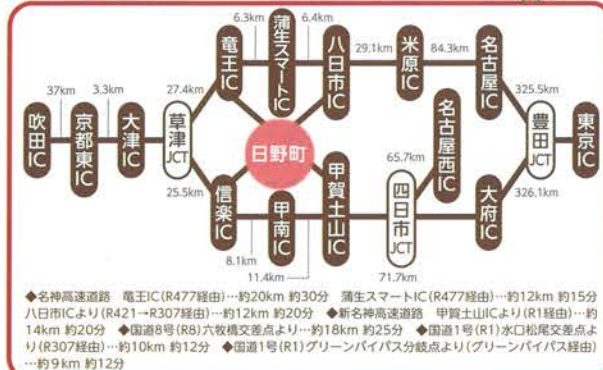 吹田IC
37km
京都東IC
3.3km
大津IC
草津JCT
27.4km
竜王IC
6.3km
蒲生スマートIC
6.4km
八日市IC
29.1km
米原IC
84.3km
名古屋IC
325.5km
豊田JCT
東京IC
日野町
25.5km
信楽IC
8.1km
甲南IC
11.4km
甲賀土山IC
四日市JCT
71.7km
65.7km
名古屋西IC
大府IC
326.1km
◆名神高速道路 竜王IC(R477経由)…約20km 約30分 蒲生スマートIC(R477経由)…約12km 約15分
八日市ICより(R421→R307経由)…約12km 約20分 ◆新名神高速道路 甲賀土山ICより(R1経由)…約
14km 約20分 ◆国道8号(R8)六牧橋交差点より…約18km 約25分 ◆国道1号(R1)水口松尾交差点よ
り(R307経由)…約10km 約12分 ◆国道1号(R1)グリーンバイパス分岐点より(グリーンバイパス経由)
…約9km 約12分